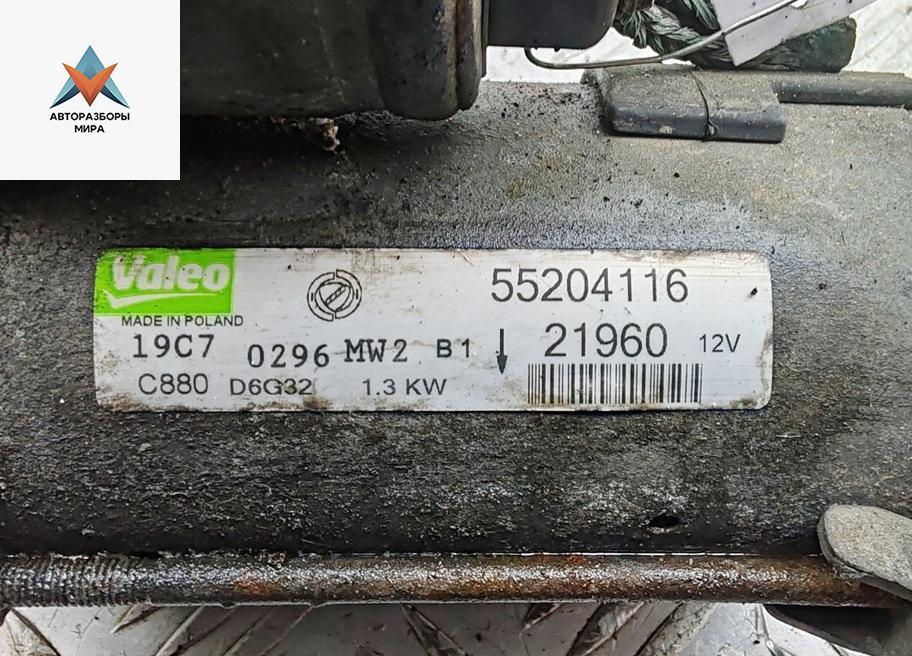 АВТОРАЗБОРЫ
МИРА
Valeo
55204116
MADE IN POLAND
19C7 0296 MW2 B1 21960 12V
C880 D6G32 1.3 KW